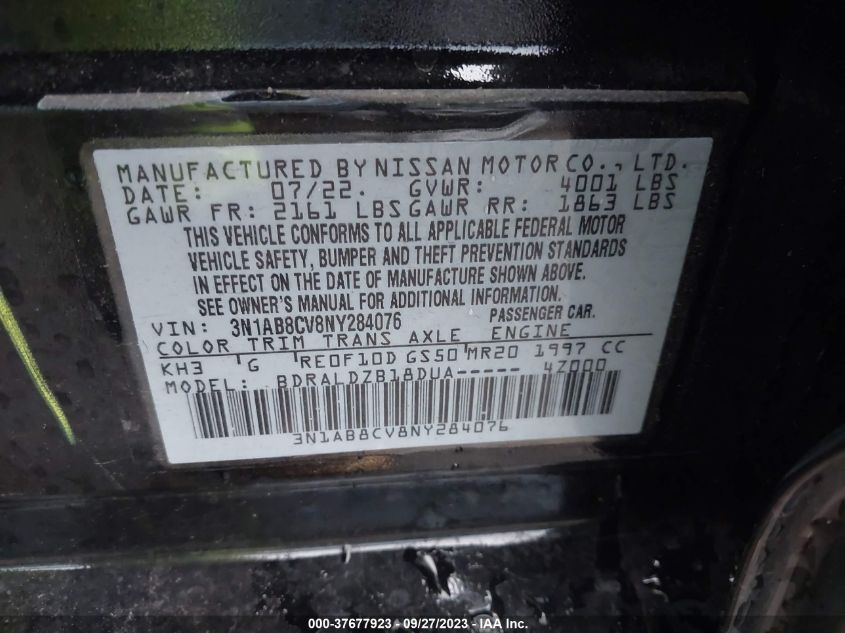 MANUFACTURED BY NISSAN MOTOR CO., LTD.
DATE: 07/22. GVWR: 4001 LBS
GAWR FR: 2161 LBS GAWR RR: 1863 LBS
THIS VEHICLE CONFORMS TO ALL APPLICABLE FEDERAL MOTOR
VEHICLE SAFETY, BUMPER AND THEFT PREVENTION STANDARDS
IN EFFECT ON THE DATE OF MANUFACTURE SHOWN ABOVE.
SEE OWNER'S MANUAL FOR ADDITIONAL INFORMATION.
VIN: 3N1AB8CV8NY284076 PASSENGER CAR.
COLOR TRIM TRANS AXLE ENGINE
KH3 G RE0F10D GS50 MR20 1997 CC
MODEL: BDRALDZB18DUA----- 4Z000
3N1AB8CV8NY284076
000-37677923 - 09/27/2023 - IAA Inc.